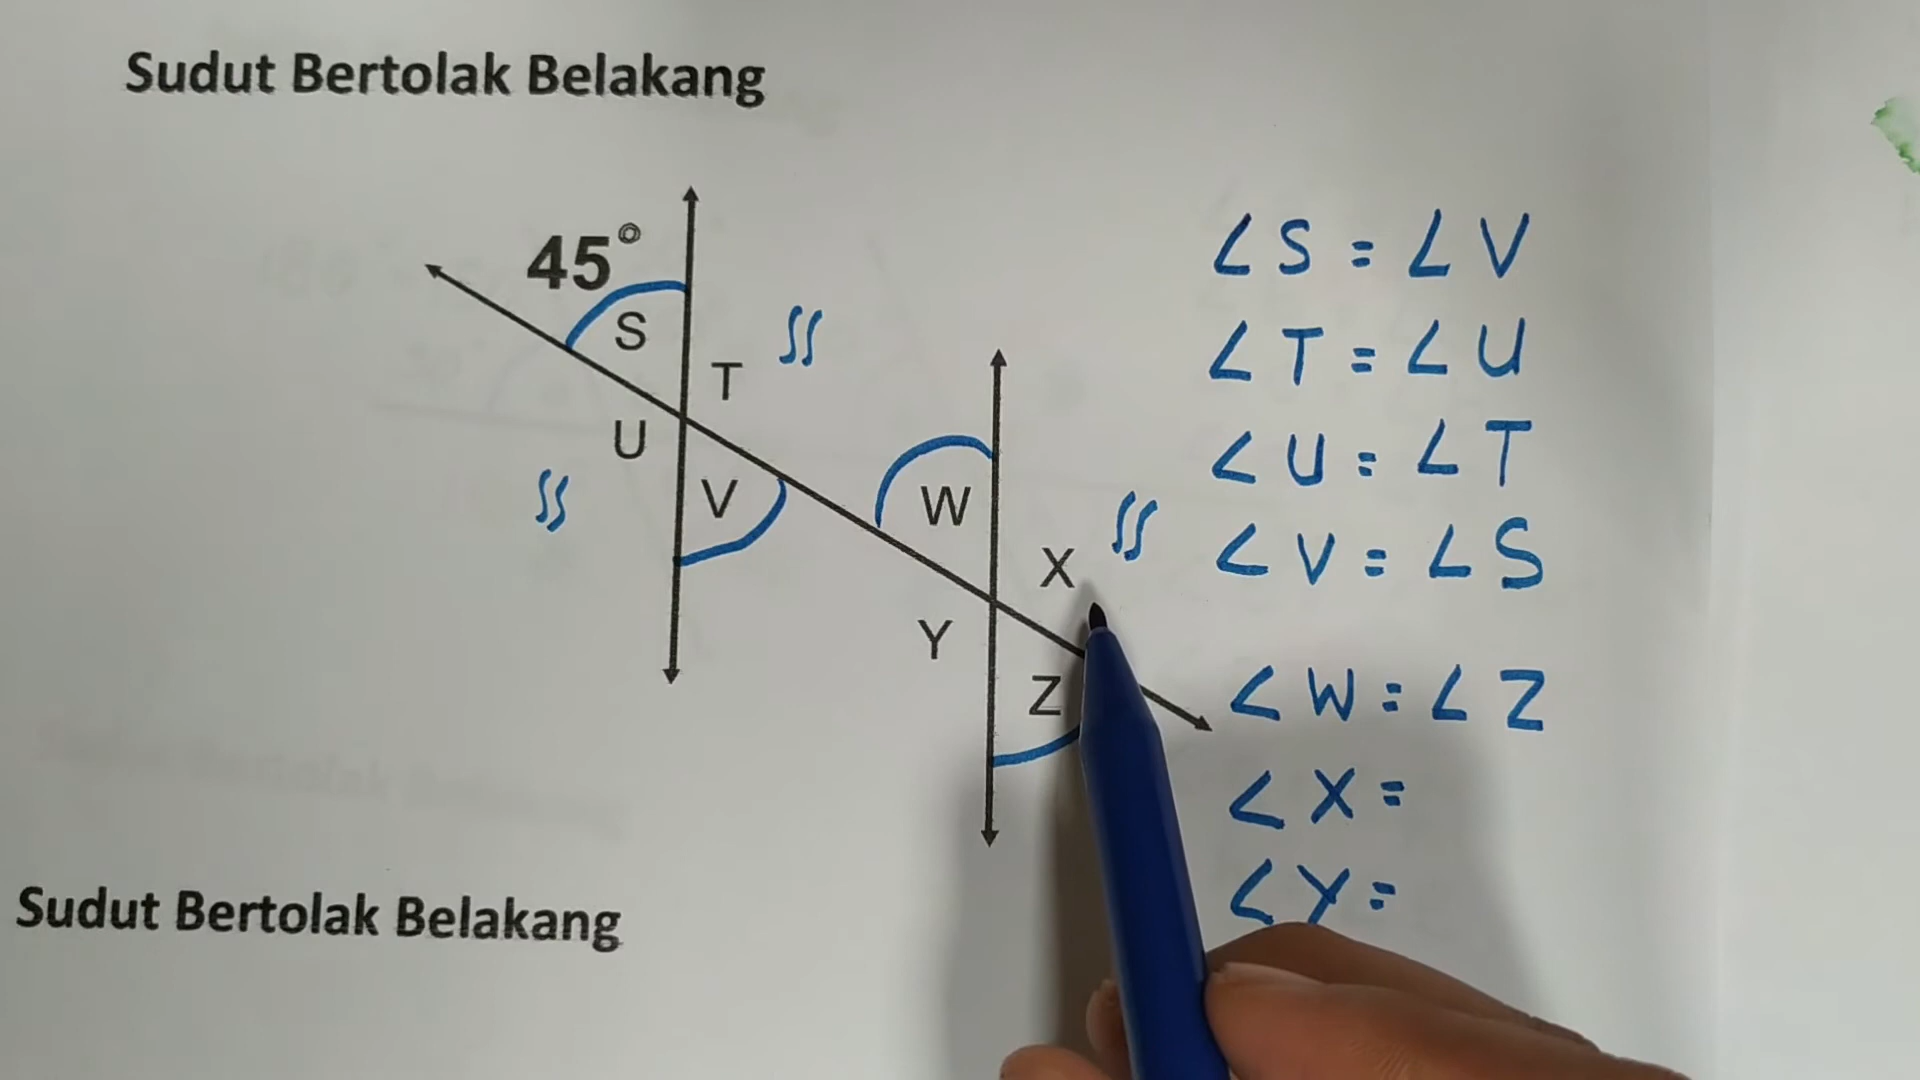 Sudut Bertolak Belakang
45°
S
T
U
V
W
X
Y
Z
∠S = ∠V
∠T = ∠U
∠U = ∠T
∠V = ∠S
∠W = ∠Z
∠X =
∠Y =
Sudut Bertolak Belakang